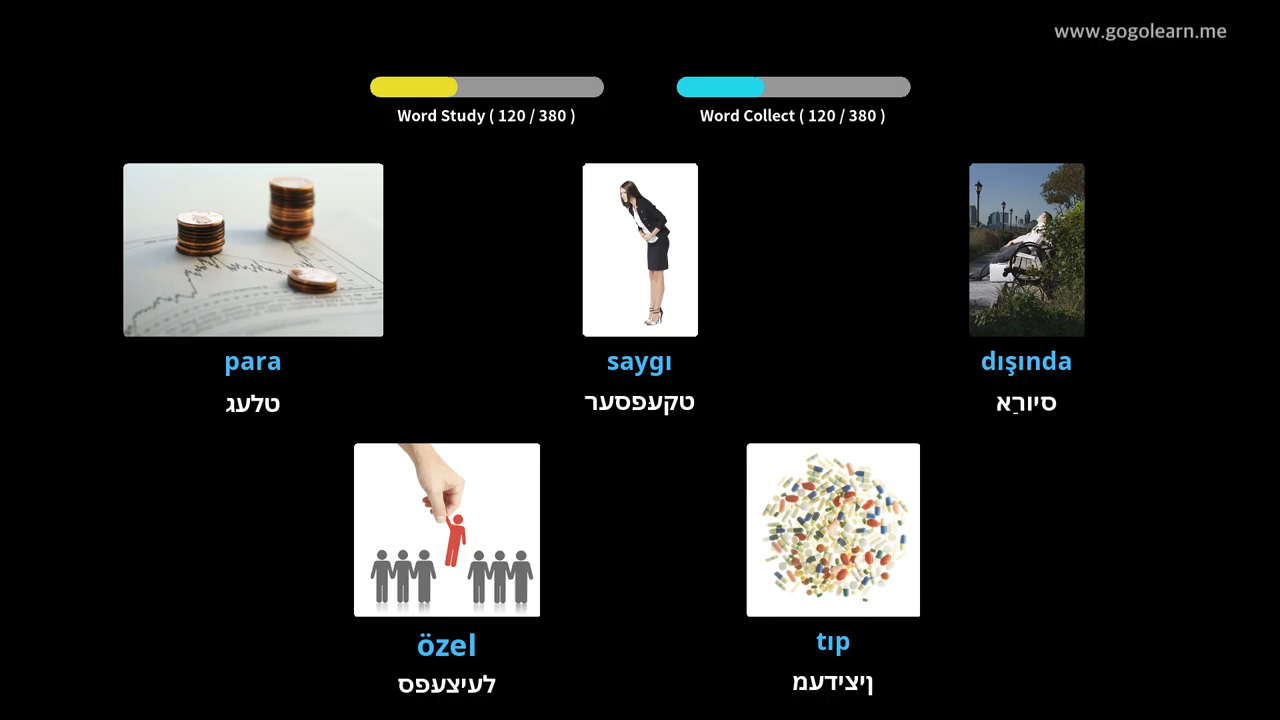 www.gogolearn.me
Word Study ( 120 / 380 )
Word Collect ( 120 / 380 )
para
טלעג
saygı
טקעפסער
dışında
סיורַא
özel
לעיצעפס
tıp
ןיצידעמ